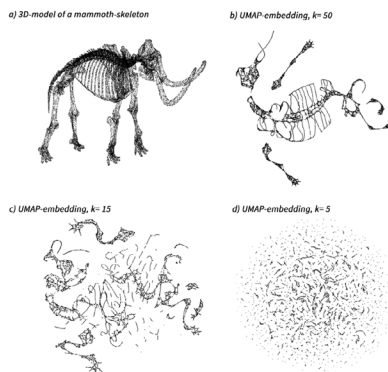 a) 3D-model of a mammoth-skeleton
b) UMAP-embedding, k= 50
c) UMAP-embedding, k= 15
d) UMAP-embedding, k= 5